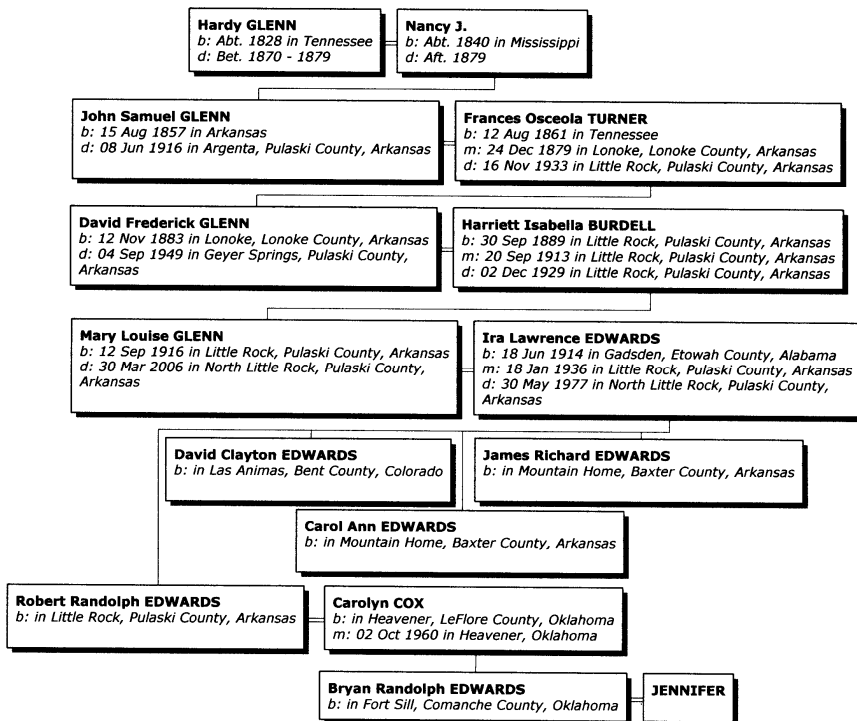 Hardy GLENN
b: Abt. 1828 in Tennessee
d: Bet. 1870 - 1879
Nancy J.
b: Abt. 1840 in Mississippi
d: Aft. 1879
John Samuel GLENN
b: 15 Aug 1857 in Arkansas
d: 08 Jun 1916 in Argenta, Pulaski County, Arkansas
Frances Osceola TURNER
b: 12 Aug 1861 in Tennessee
m: 24 Dec 1879 in Lonoke, Lonoke County, Arkansas
d: 16 Nov 1933 in Little Rock, Pulaski County, Arkansas
David Frederick GLENN
b: 12 Nov 1883 in Lonoke, Lonoke County, Arkansas
d: 04 Sep 1949 in Geyer Springs, Pulaski County,
Arkansas
Harriett Isabella BURDELL
b: 30 Sep 1889 in Little Rock, Pulaski County, Arkansas
m: 20 Sep 1913 in Little Rock, Pulaski County, Arkansas
d: 02 Dec 1929 in Little Rock, Pulaski County, Arkansas
Mary Louise GLENN
b: 12 Sep 1916 in Little Rock, Pulaski County, Arkansas
d: 30 Mar 2006 in North Little Rock, Pulaski County,
Arkansas
Ira Lawrence EDWARDS
b: 18 Jun 1914 in Gadsden, Etowah County, Alabama
m: 18 Jan 1936 in Little Rock, Pulaski County, Arkansas
d: 30 May 1977 in North Little Rock, Pulaski County,
Arkansas
David Clayton EDWARDS
b: in Las Animas, Bent County, Colorado
James Richard EDWARDS
b: in Mountain Home, Baxter County, Arkansas
Carol Ann EDWARDS
b: in Mountain Home, Baxter County, Arkansas
Robert Randolph EDWARDS
b: in Little Rock, Pulaski County, Arkansas
Carolyn COX
b: in Heavener, LeFlore County, Oklahoma
m: 02 Oct 1960 in Heavener, Oklahoma
Bryan Randolph EDWARDS
b: in Fort Sill, Comanche County, Oklahoma
JENNIFER